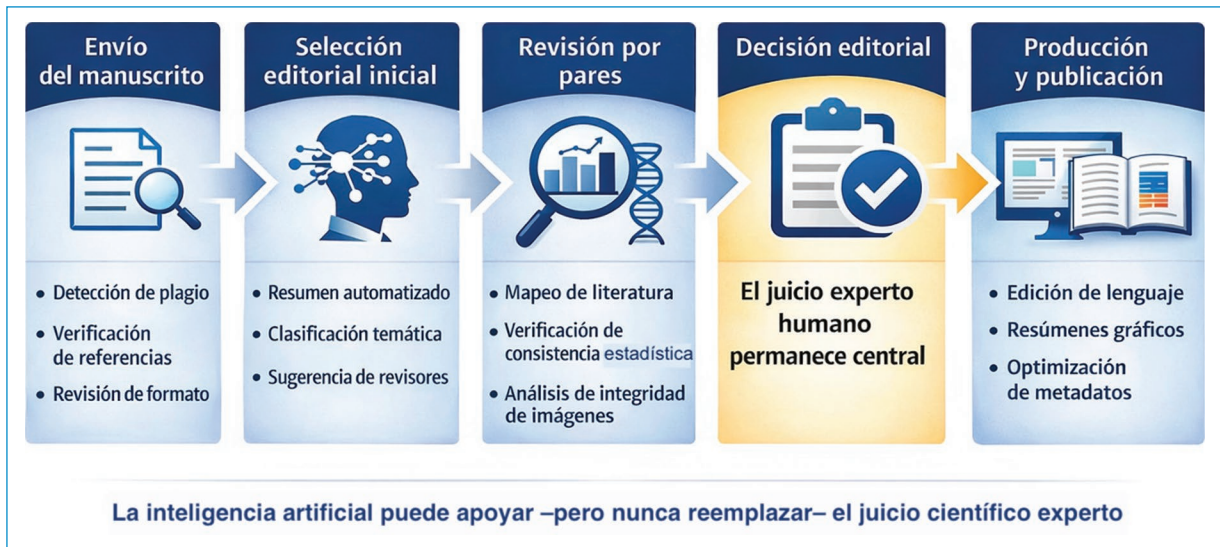 Envío
del manuscrito
• Detección de plagio
• Verificación
de referencias
• Revisión de formato
Selección
editorial inicial
• Resumen automatizado
• Clasificación temática
• Sugerencia de revisores
Revisión por
pares
• Mapeo de literatura
• Verificación de
consistencia estadística
• Análisis de integridad
de imágenes
Decisión editorial
El juicio experto
humano
permanece central
Producción
y publicación
• Edición de lenguaje
• Resúmenes gráficos
• Optimización
de metadatos
La inteligencia artificial puede apoyar –pero nunca reemplazar– el juicio científico experto